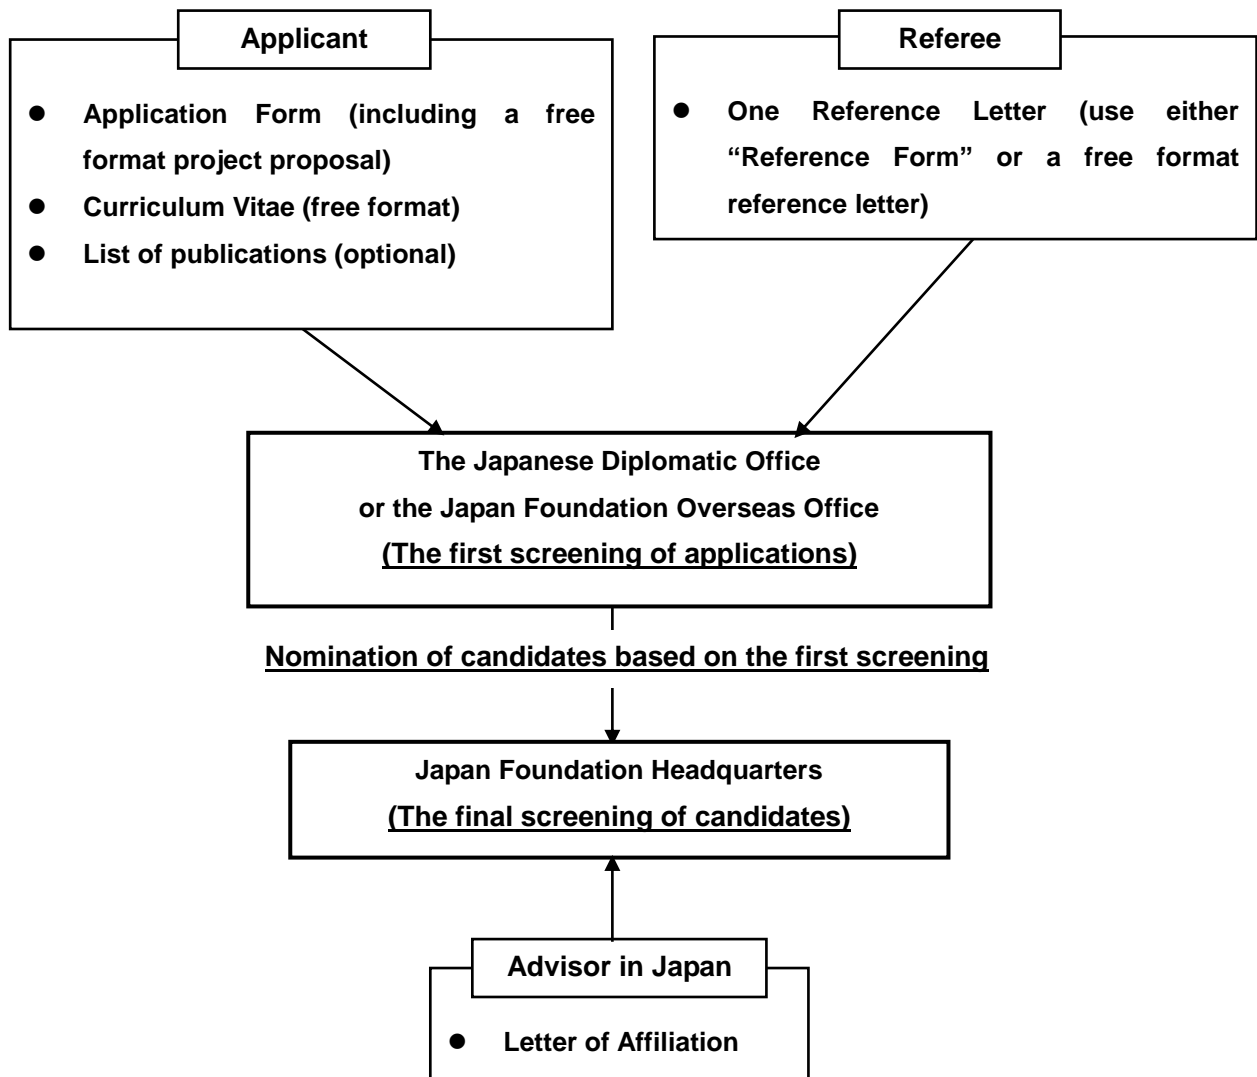 Applicant
● Application Form (including a free
format project proposal)
● Curriculum Vitae (free format)
● List of publications (optional)
Referee
● One Reference Letter (use either
“Reference Form” or a free format
reference letter)
The Japanese Diplomatic Office
or the Japan Foundation Overseas Office
(The first screening of applications)
Nomination of candidates based on the first screening
Japan Foundation Headquarters
(The final screening of candidates)
Advisor in Japan
● Letter of Affiliation